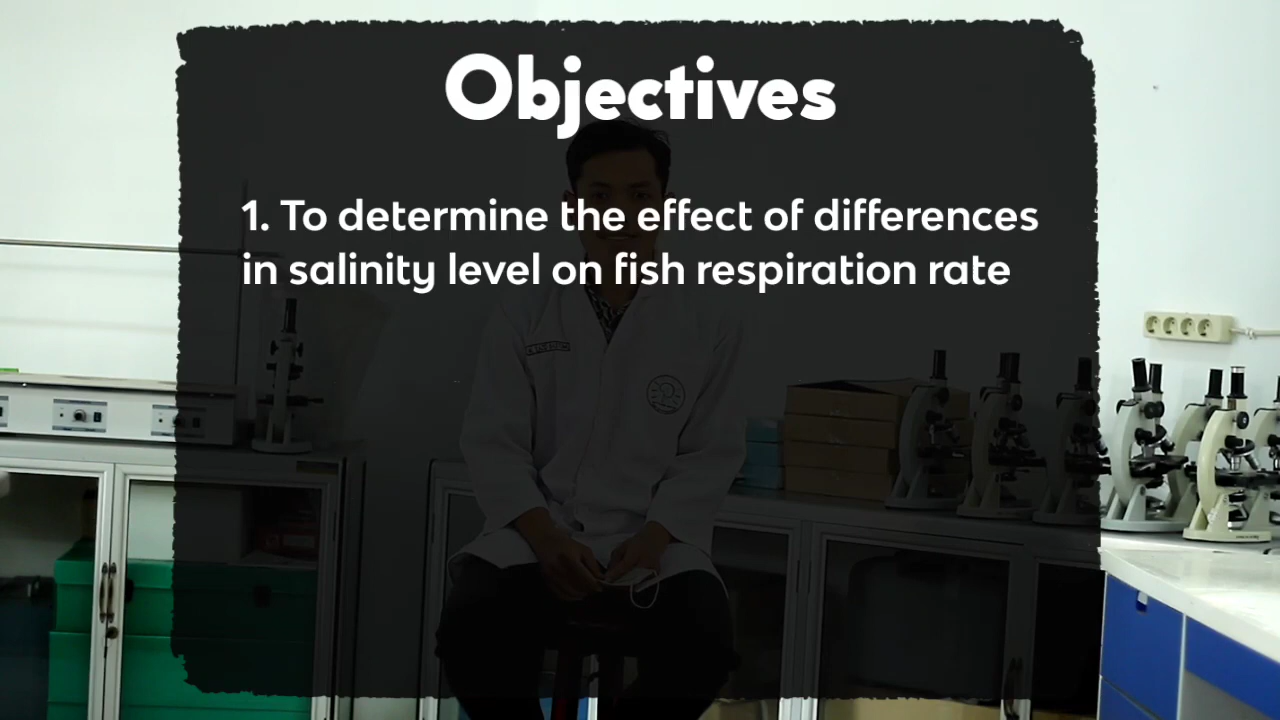 Objectives
1. To determine the effect of differences
in salinity level on fish respiration rate